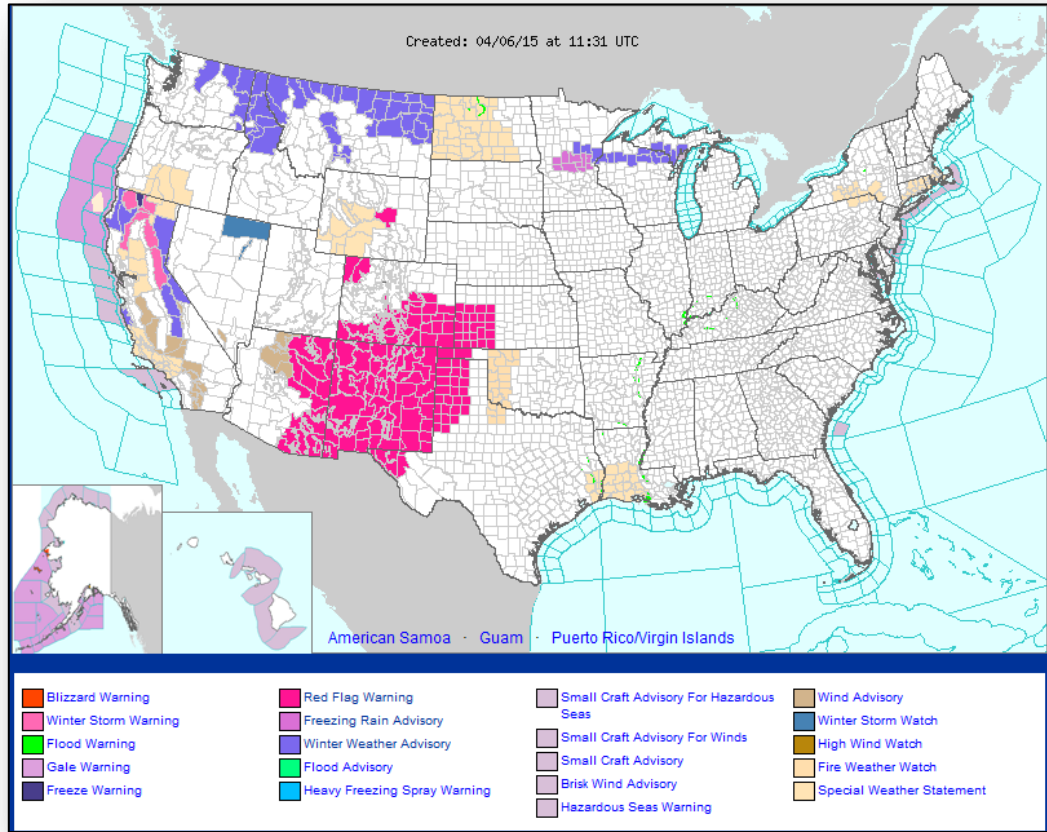 Created: 04/06/15 at 11:31 UTC
American Samoa - Guam - Puerto Rico/Virgin Islands
Blizzard Warning
Winter Storm Warning
Flood Warning
Gale Warning
Freeze Warning
Red Flag Warning
Freezing Rain Advisory
Winter Weather Advisory
Flood Advisory
Heavy Freezing Spray Warning
Small Craft Advisory For Hazardous
Seas
Small Craft Advisory For Winds
Small Craft Advisory
Brisk Wind Advisory
Hazardous Seas Warning
Wind Advisory
Winter Storm Watch
High Wind Watch
Fire Weather Watch
Special Weather Statement